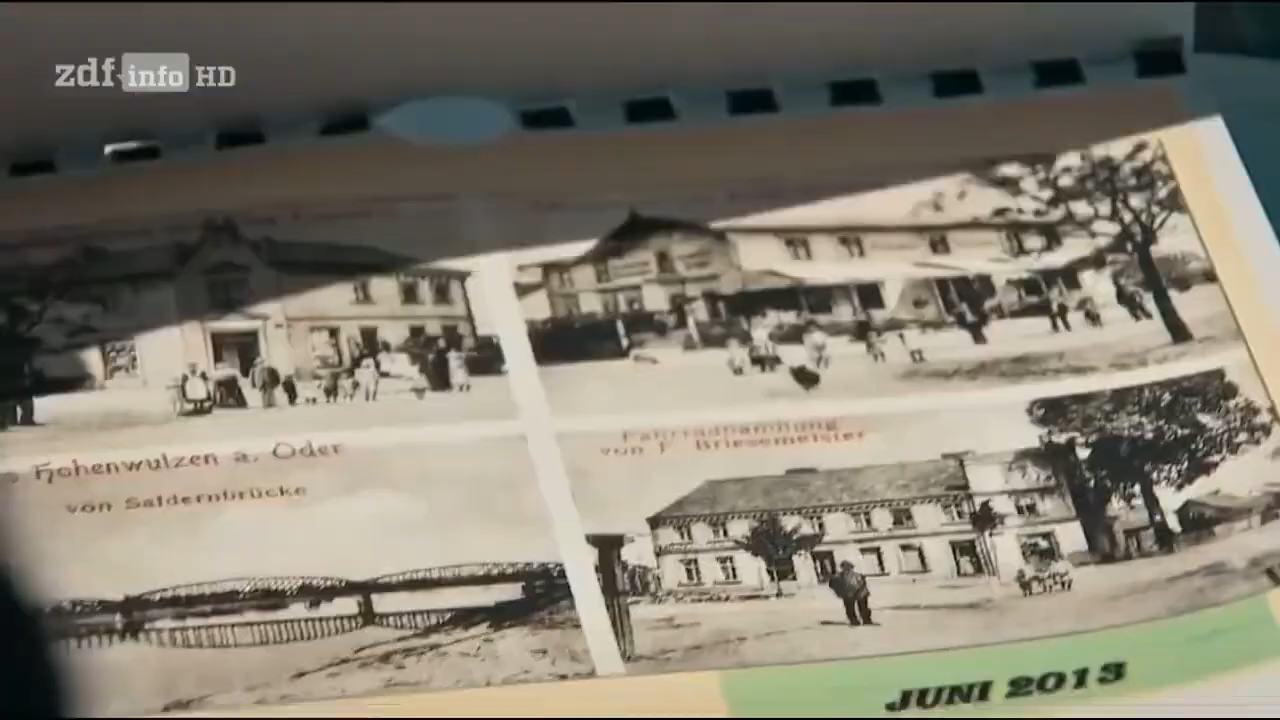 zdf info HD
Hohenwulzen a. Oder
von Saldernbrücke
Fahrradhandlung
von F. Briesemeister
JUNI 2013